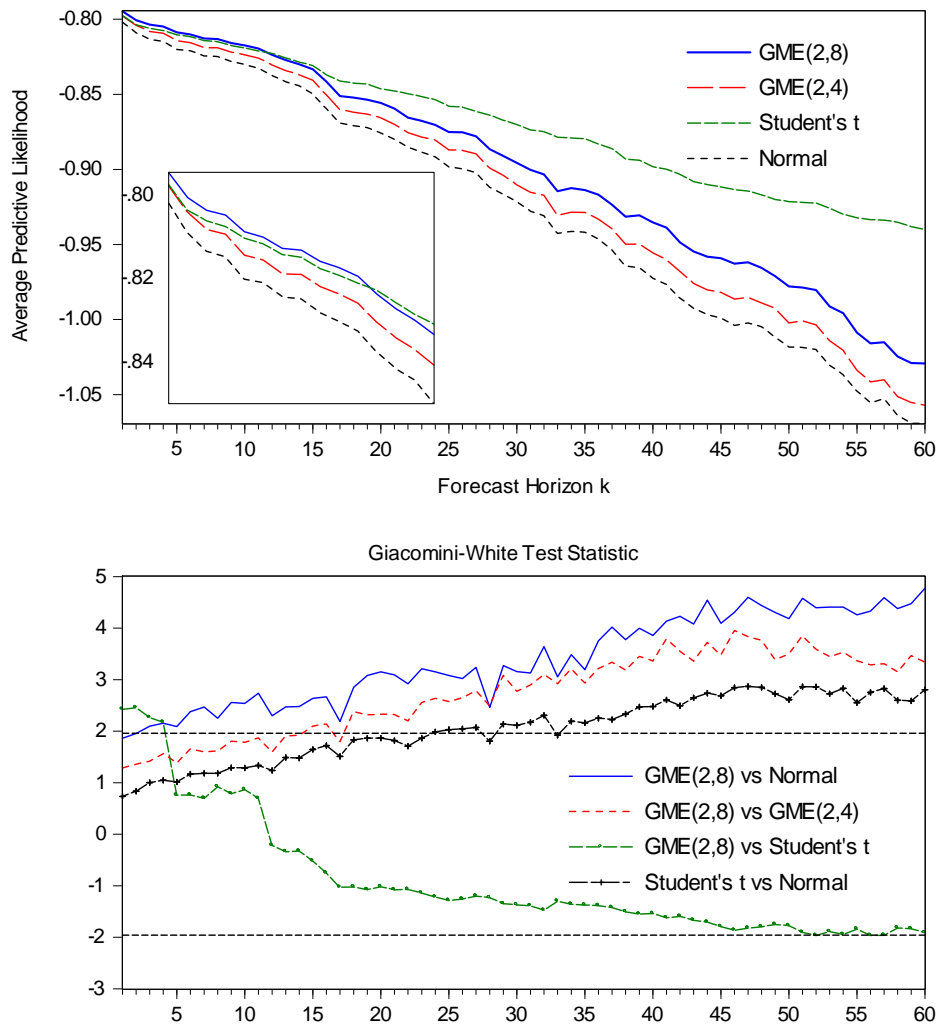 -0.80
-0.85
-0.90
-0.95
-1.00
-1.05
Average Predictive Likelihood
GME(2,8)
GME(2,4)
Student's t
Normal
-.80
-.82
-.84
5 10 15 20 25 30 35 40 45 50 55 60
Forecast Horizon k
Giacomini-White Test Statistic
5
4
3
2
1
0
-1
-2
-3
GME(2,8) vs Normal
GME(2,8) vs GME(2,4)
GME(2,8) vs Student's t
Student's t vs Normal
5 10 15 20 25 30 35 40 45 50 55 60